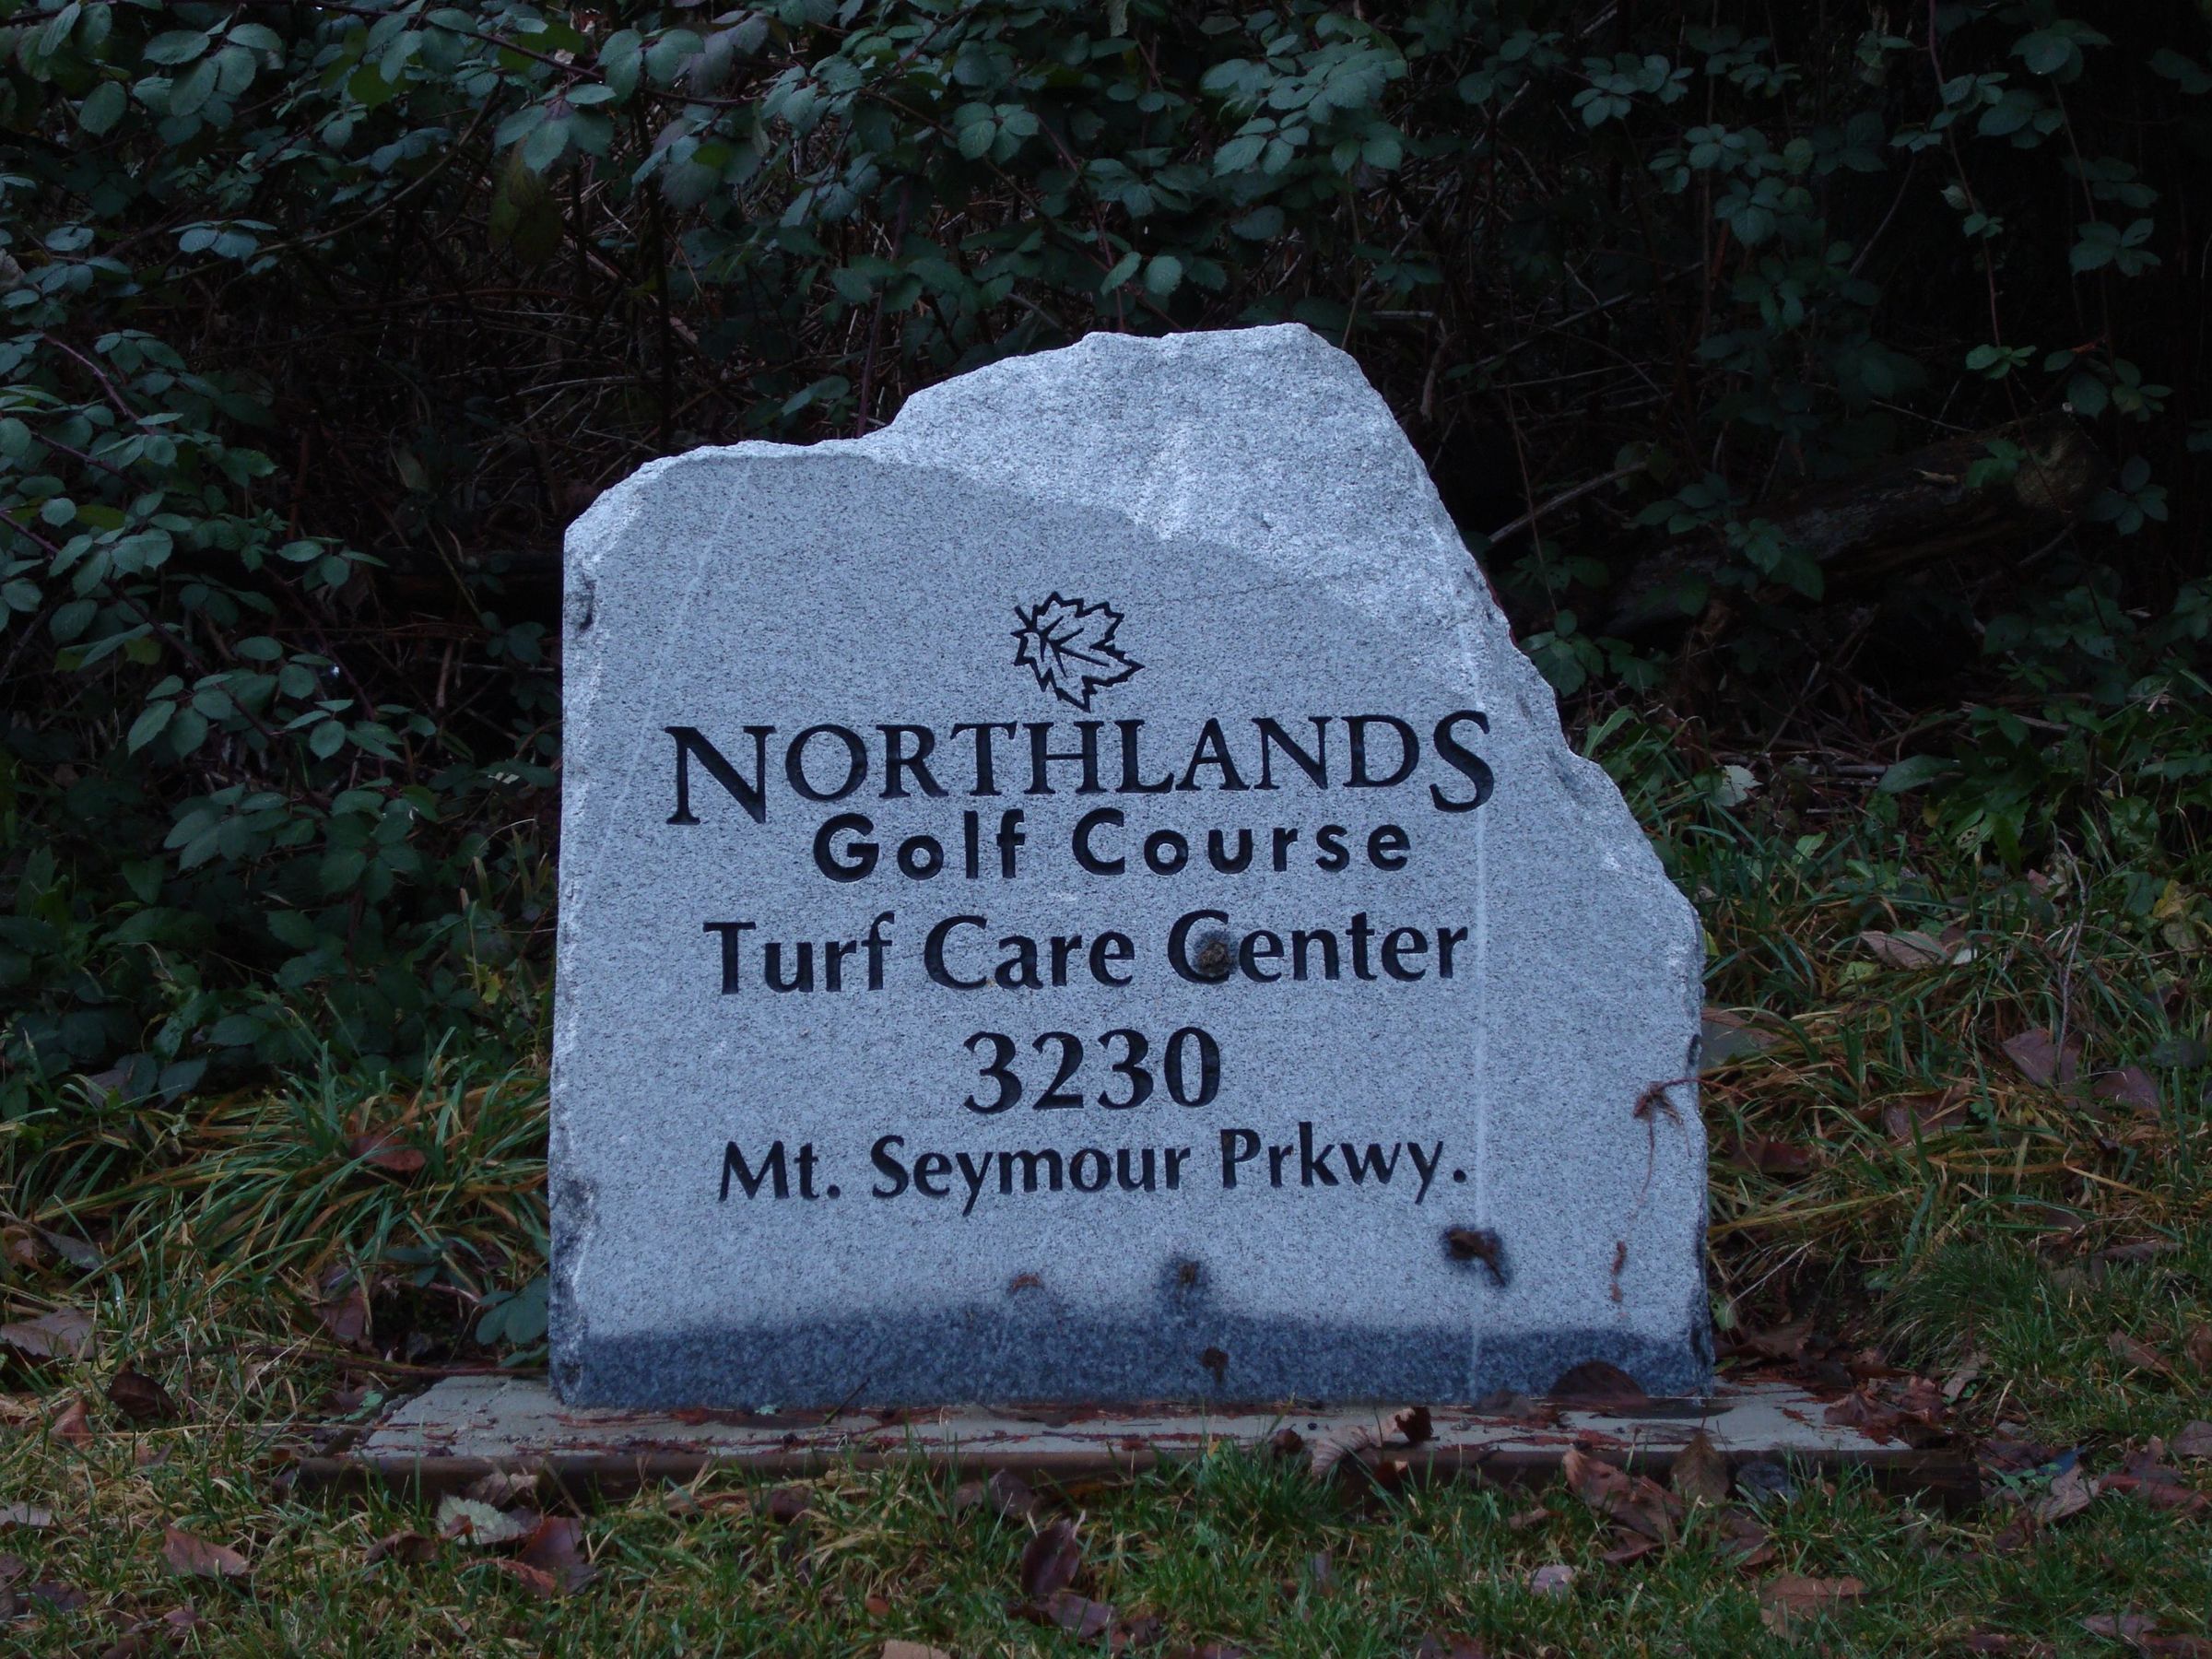 NORTHLANDS
Golf Course
Turf Care Center
3230
Mt. Seymour Prkwy.